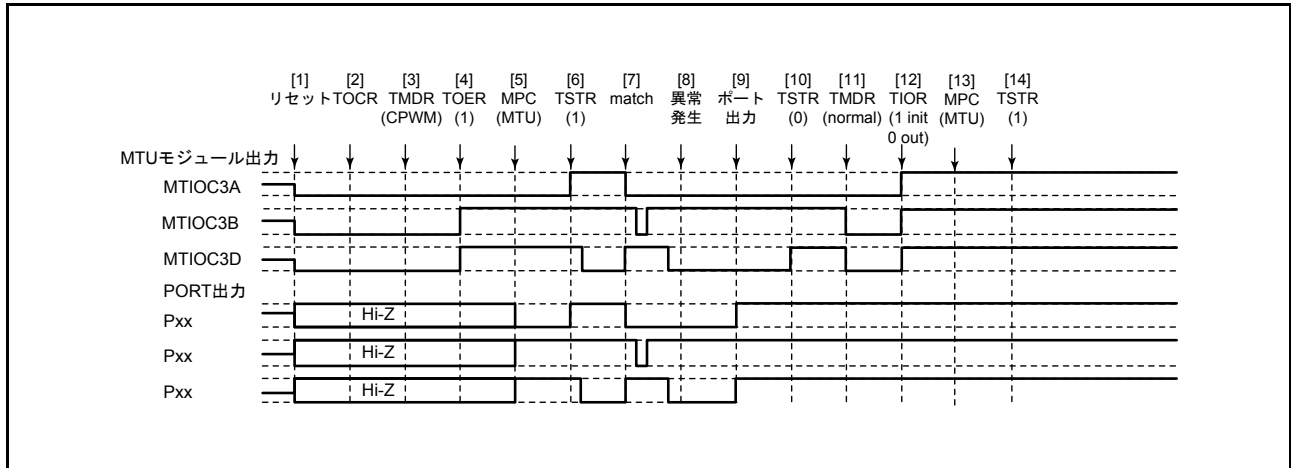 [1] [2] [3] [4] [5] [6] [7] [8] [9] [10] [11] [12] [13] [14]
リセット TOCR TMDR TOER MPC TSTR match 異常 ポート TSTR TMDR TIOR MPC TSTR
(CPWM) (1) (MTU) (1) 発生 出力 (0) (normal) (1 init (MTU) (1)
0 out)
MTUモジュール出力
MTIOC3A
MTIOC3B
MTIOC3D
PORT出力
Pxx Hi-Z
Pxx Hi-Z
Pxx Hi-Z